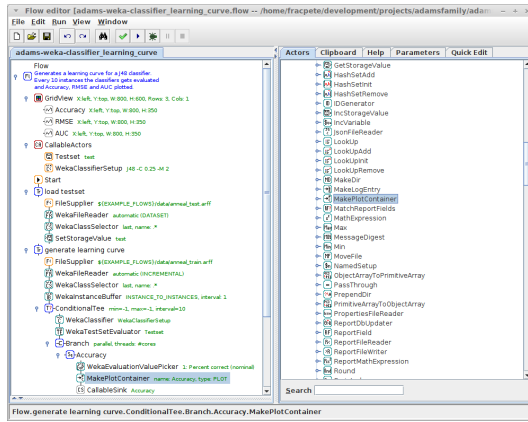 Flow editor [adams-weka-classifier_learning_curve.flow -- /home/fracpete/development/projects/adamsfamily/adams
File Edit Run View Window
adams-weka-classifier_learning_curve
Flow
Generates a learning curve for a J48 classifier.
Every 10 instances the classifiers gets evaluated
and Accuracy, RMSE and AUC plotted.
GridView X:left, Y:top, W:800, H:600, Rows: 3, Cols: 1
Accuracy X:left, Y:top, W:800, H:350
RMSE X:left, Y:top, W:800, H:350
AUC X:left, Y:top, W:800, H:350
CallableActors
Testset test
WekaClassifierSetup J48 -C 0.25 -M 2
Start
load testset
FileSupplier ${EXAMPLE_FLOWS}/data/anneal_test.arff
WekaFileReader automatic (DATASET)
WekaClassSelector last, name: .*
SetStorageValue test
generate learning curve
FileSupplier ${EXAMPLE_FLOWS}/data/anneal_train.arff
WekaFileReader automatic (INCREMENTAL)
WekaClassSelector last, name: .*
WekaInstanceBuffer INSTANCE_TO_INSTANCES, interval: 1
ConditionalTee min=-1, max=-1, interval=10
WekaClassifier WekaClassifierSetup
WekaTestSetEvaluator Testset
Branch parallel, threads: #cores
Accuracy
WekaEvaluationValuePicker 1: Percent correct (nominal)
MakePlotContainer name: Accuracy, type: PLOT
CallableSink Accuracy
Actors Clipboard Help Parameters Quick Edit
GetStorageValue
HashSetAdd
HashSetInit
HashSetRemove
IDGenerator
IncStorageValue
IncVariable
JsonFileReader
LookUp
LookUpAdd
LookUpInit
LookUpRemove
MakeDir
MakeLogEntry
MakePlotContainer
MatchReportFields
MathExpression
Max
MessageDigest
Min
MoveFile
NamedSetup
ObjectArrayToPrimitiveArray
PassThrough
PrependDir
PrimitiveArrayToObjectArray
PropertiesFileReader
ReportDbUpdater
ReportField
ReportFileReader
ReportFileWriter
ReportMathExpression
Round
Search
Flow.generate learning curve.ConditionalTee.Branch.Accuracy.MakePlotContainer